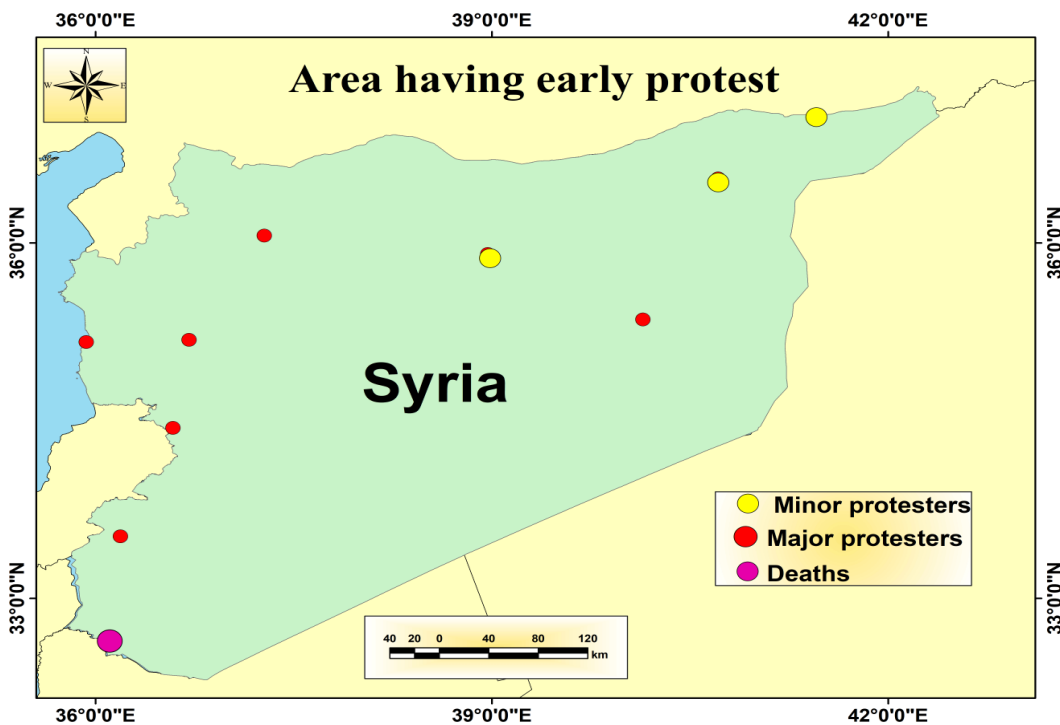 36°0'0"E 39°0'0"E 42°0'0"E
N
W E
S
Area having early protest
36°0'0"N 36°0'0"N
Syria
Minor protesters
Major protesters
Deaths
33°0'0"N 33°0'0"N
40 20 0 40 80 120
km
36°0'0"E 39°0'0"E 42°0'0"E